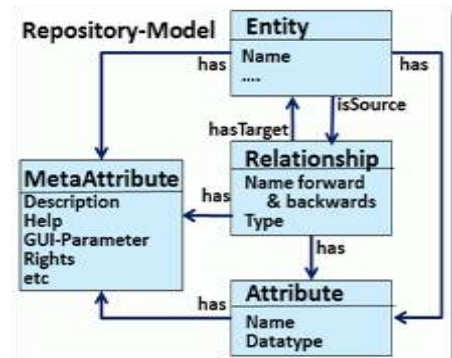 Repository-Model
Entity
Name
....
has
has
isSource
hasTarget
Relationship
Name forward
& backwards
Type
MetaAttribute
Description
Help
GUI-Parameter
Rights
etc
has
has
Attribute
Name
Datatype
has